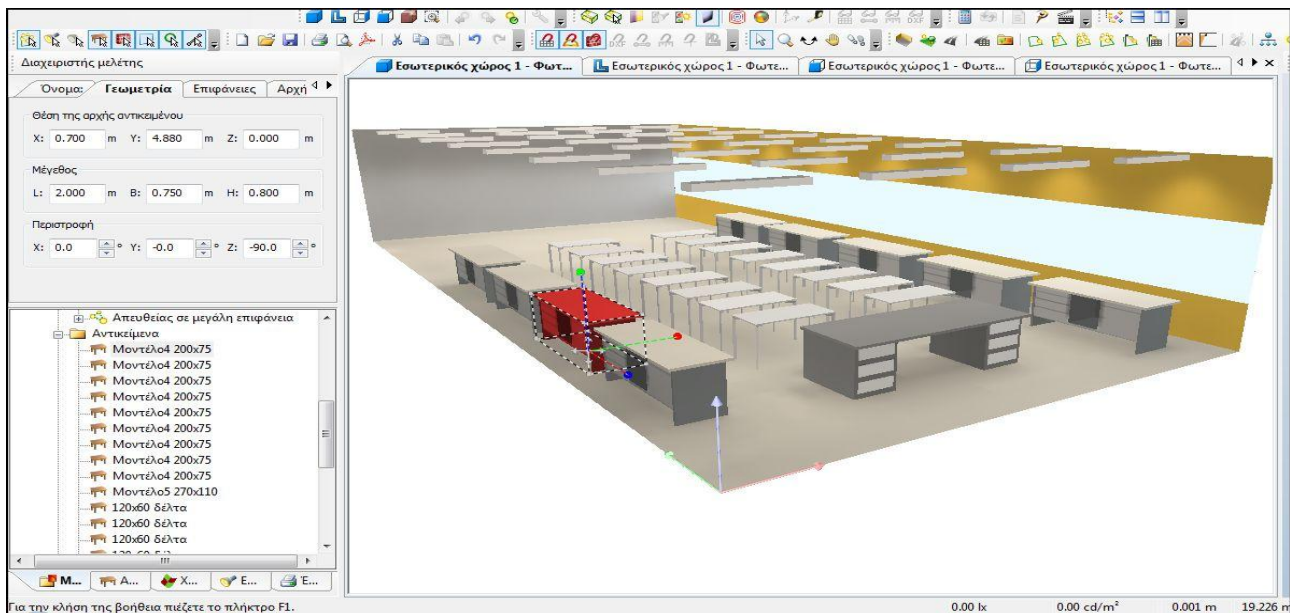 Διαχειριστής μελέτης
Όνομα: Γεωμετρία Επιφάνειες Αρχή
Θέση της αρχής αντικειμένου
X: 0.700 m Y: 4.880 m Z: 0.000 m
Μέγεθος
L: 2.000 m B: 0.750 m H: 0.800 m
Περιστροφή
X: 0.0 ° Y: -0.0 ° Z: -90.0 °
Απευθείας σε μεγάλη επιφάνεια
Αντικείμενα
Μοντέλο4 200x75
Μοντέλο4 200x75
Μοντέλο4 200x75
Μοντέλο4 200x75
Μοντέλο4 200x75
Μοντέλο4 200x75
Μοντέλο4 200x75
Μοντέλο4 200x75
Μοντέλο4 200x75
Μοντέλο5 270x110
120x60 δέλτα
120x60 δέλτα
120x60 δέλτα
M... A... X... E... Έ...
Εσωτερικός χώρος 1 - Φωτ... Εσωτερικός χώρος 1 - Φωτε... Εσωτερικός χώρος 1 - Φωτε... Εσωτερικός χώρος 1 - Φωτε...
Για την κλήση της βοήθεια πιέζετε το πλήκτρο F1. 0.00 lx 0.00 cd/m² 0.001 m 19.226 m